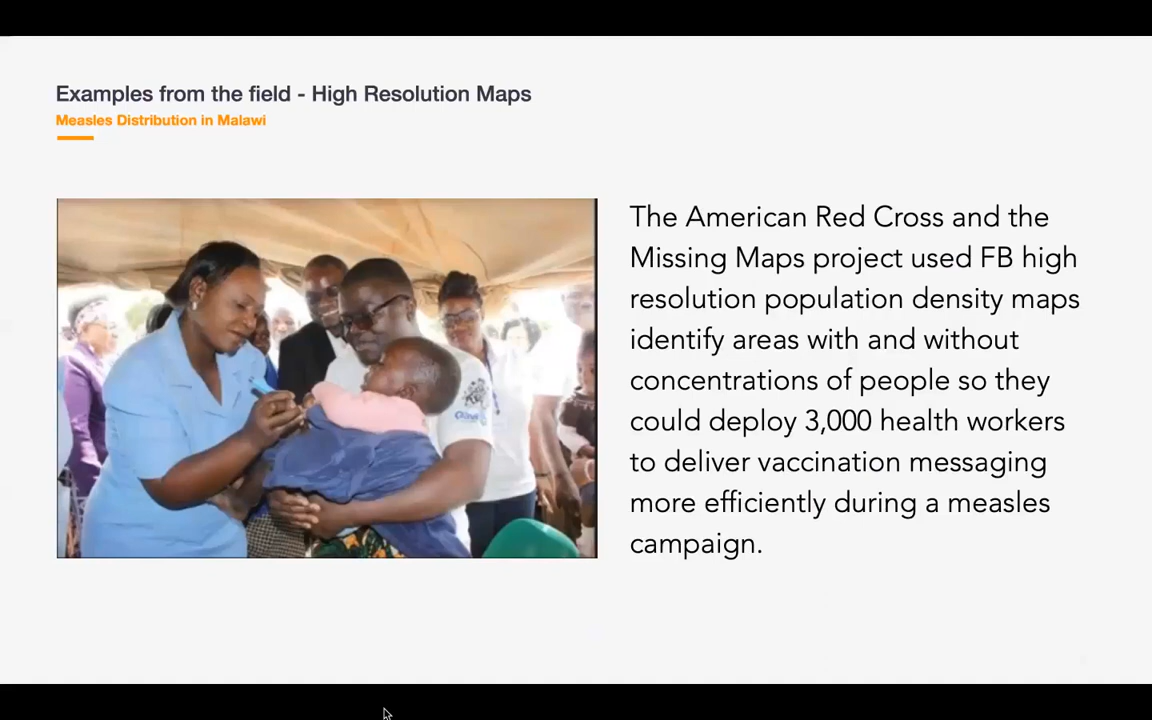 Examples from the field - High Resolution Maps
Measles Distribution in Malawi
The American Red Cross and the
Missing Maps project used FB high
resolution population density maps
identify areas with and without
concentrations of people so they
could deploy 3,000 health workers
to deliver vaccination messaging
more efficiently during a measles
campaign.